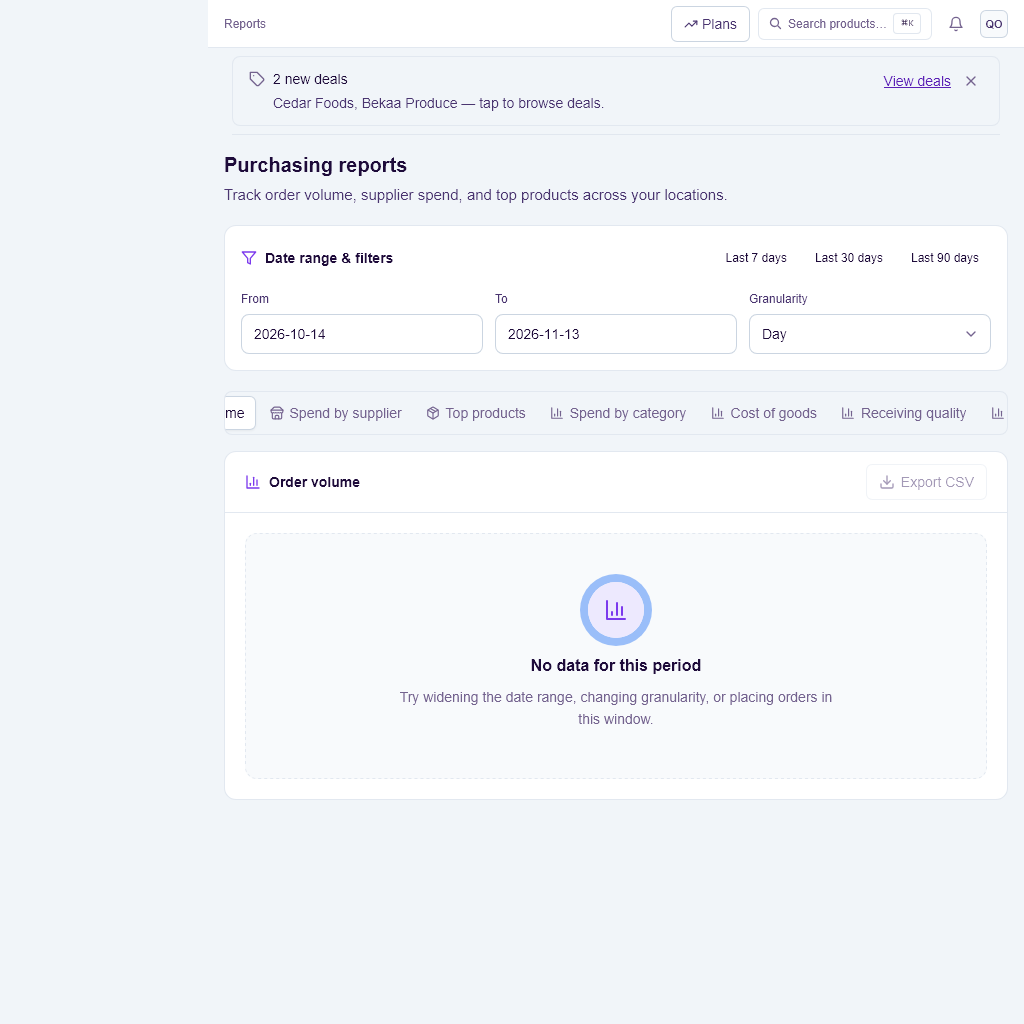 Reports
Plans
Search products...
⌘K
QO
2 new deals
View deals
Cedar Foods, Bekaa Produce — tap to browse deals.
Purchasing reports
Track order volume, supplier spend, and top products across your locations.
Date range & filters
Last 7 days
Last 30 days
Last 90 days
From
To
Granularity
2026-10-14
2026-11-13
Day
me
Spend by supplier
Top products
Spend by category
Cost of goods
Receiving quality
Order volume
Export CSV
No data for this period
Try widening the date range, changing granularity, or placing orders in
this window.